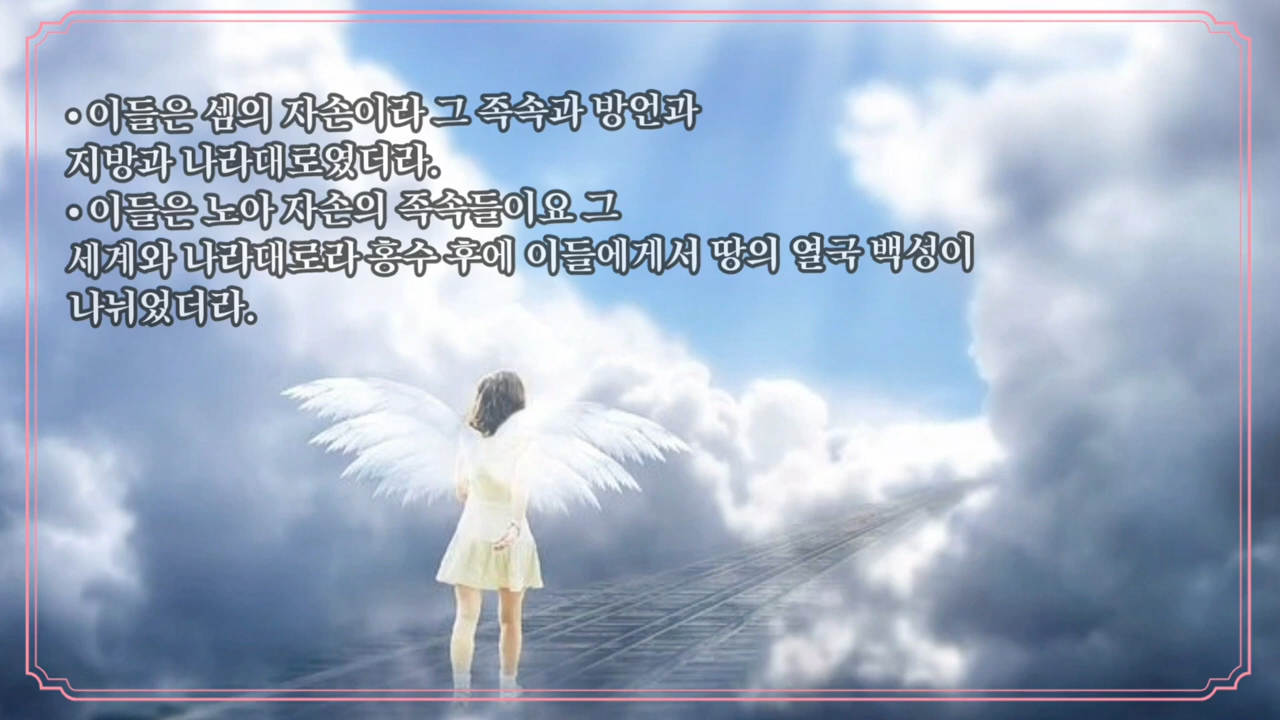 • 이들은 셈의 자손이라 그 족속과 방언과
지방과 나라대로였더라.
• 이들은 노아 자손의 족속들이요 그
세계와 나라대로라 홍수 후에 이들에게서 땅의 열국 백성이
나뉘었더라.